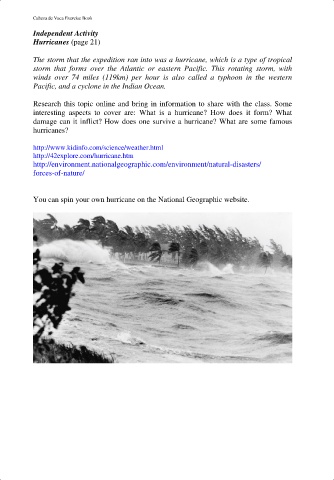 Cabeza de Vaca Exercise Book
Independent Activity
Hurricanes (page 21)
The storm that the expedition ran into was a hurricane, which is a type of tropical
storm that forms over the Atlantic or eastern Pacific. This rotating storm, with
winds over 74 miles (119km) per hour is also called a typhoon in the western
Pacific, and a cyclone in the Indian Ocean.
Research this topic online and bring in information to share with the class. Some
interesting aspects to cover are: What is a hurricane? How does it form? What
damage can it inflict? How does one survive a hurricane? What are some famous
hurricanes?
http://www.kidinfo.com/science/weather.html
http://42explore.com/hurricane.htm
http://environment.nationalgeographic.com/environment/natural-disasters/
forces-of-nature/
You can spin your own hurricane on the National Geographic website.